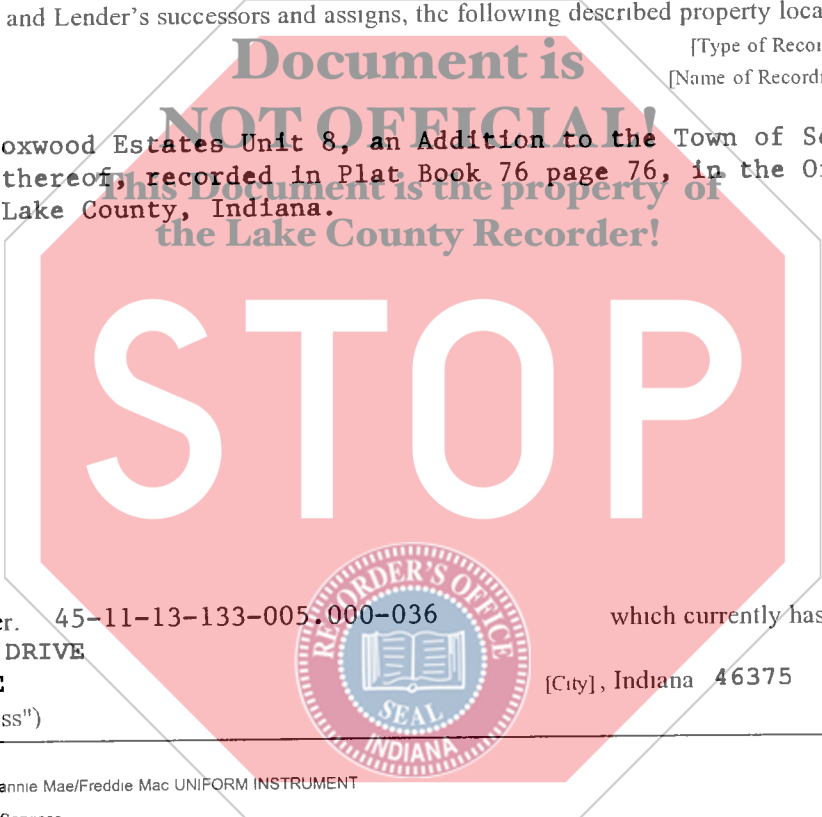 and Lender's successors and assigns, the following described property loca
[Type of Recor
[Name of Recordi
Document is
NOT OFFICIAL!
oxwood Estates Unit 8, an Addition to the Town of Sc
thereof, recorded in Plat Book 76 page 76, in the Of
This Document is the property of
Lake County, Indiana.
the Lake County Recorder!
STOP
RECORDER'S OFFICE
SEAL
INDIANA
er. 45-11-13-133-005.000-036 which currently has
DRIVE
[City], Indiana 46375
ss")
annie Mae/Freddie Mac UNIFORM INSTRUMENT